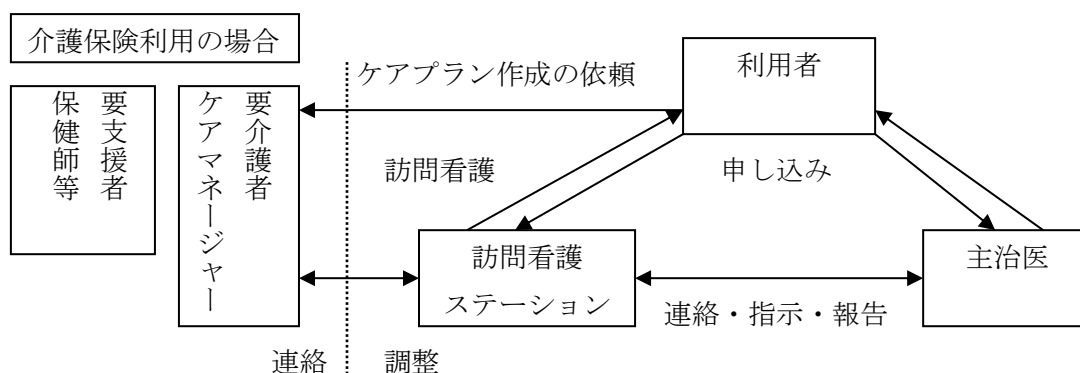 介護保険利用の場合
要支援者
保健師等
要介護者
ケアマネージャー
ケアプラン作成の依頼
利用者
訪問看護
申し込み
訪問看護
ステーション
主治医
連絡・指示・報告
連絡
調整